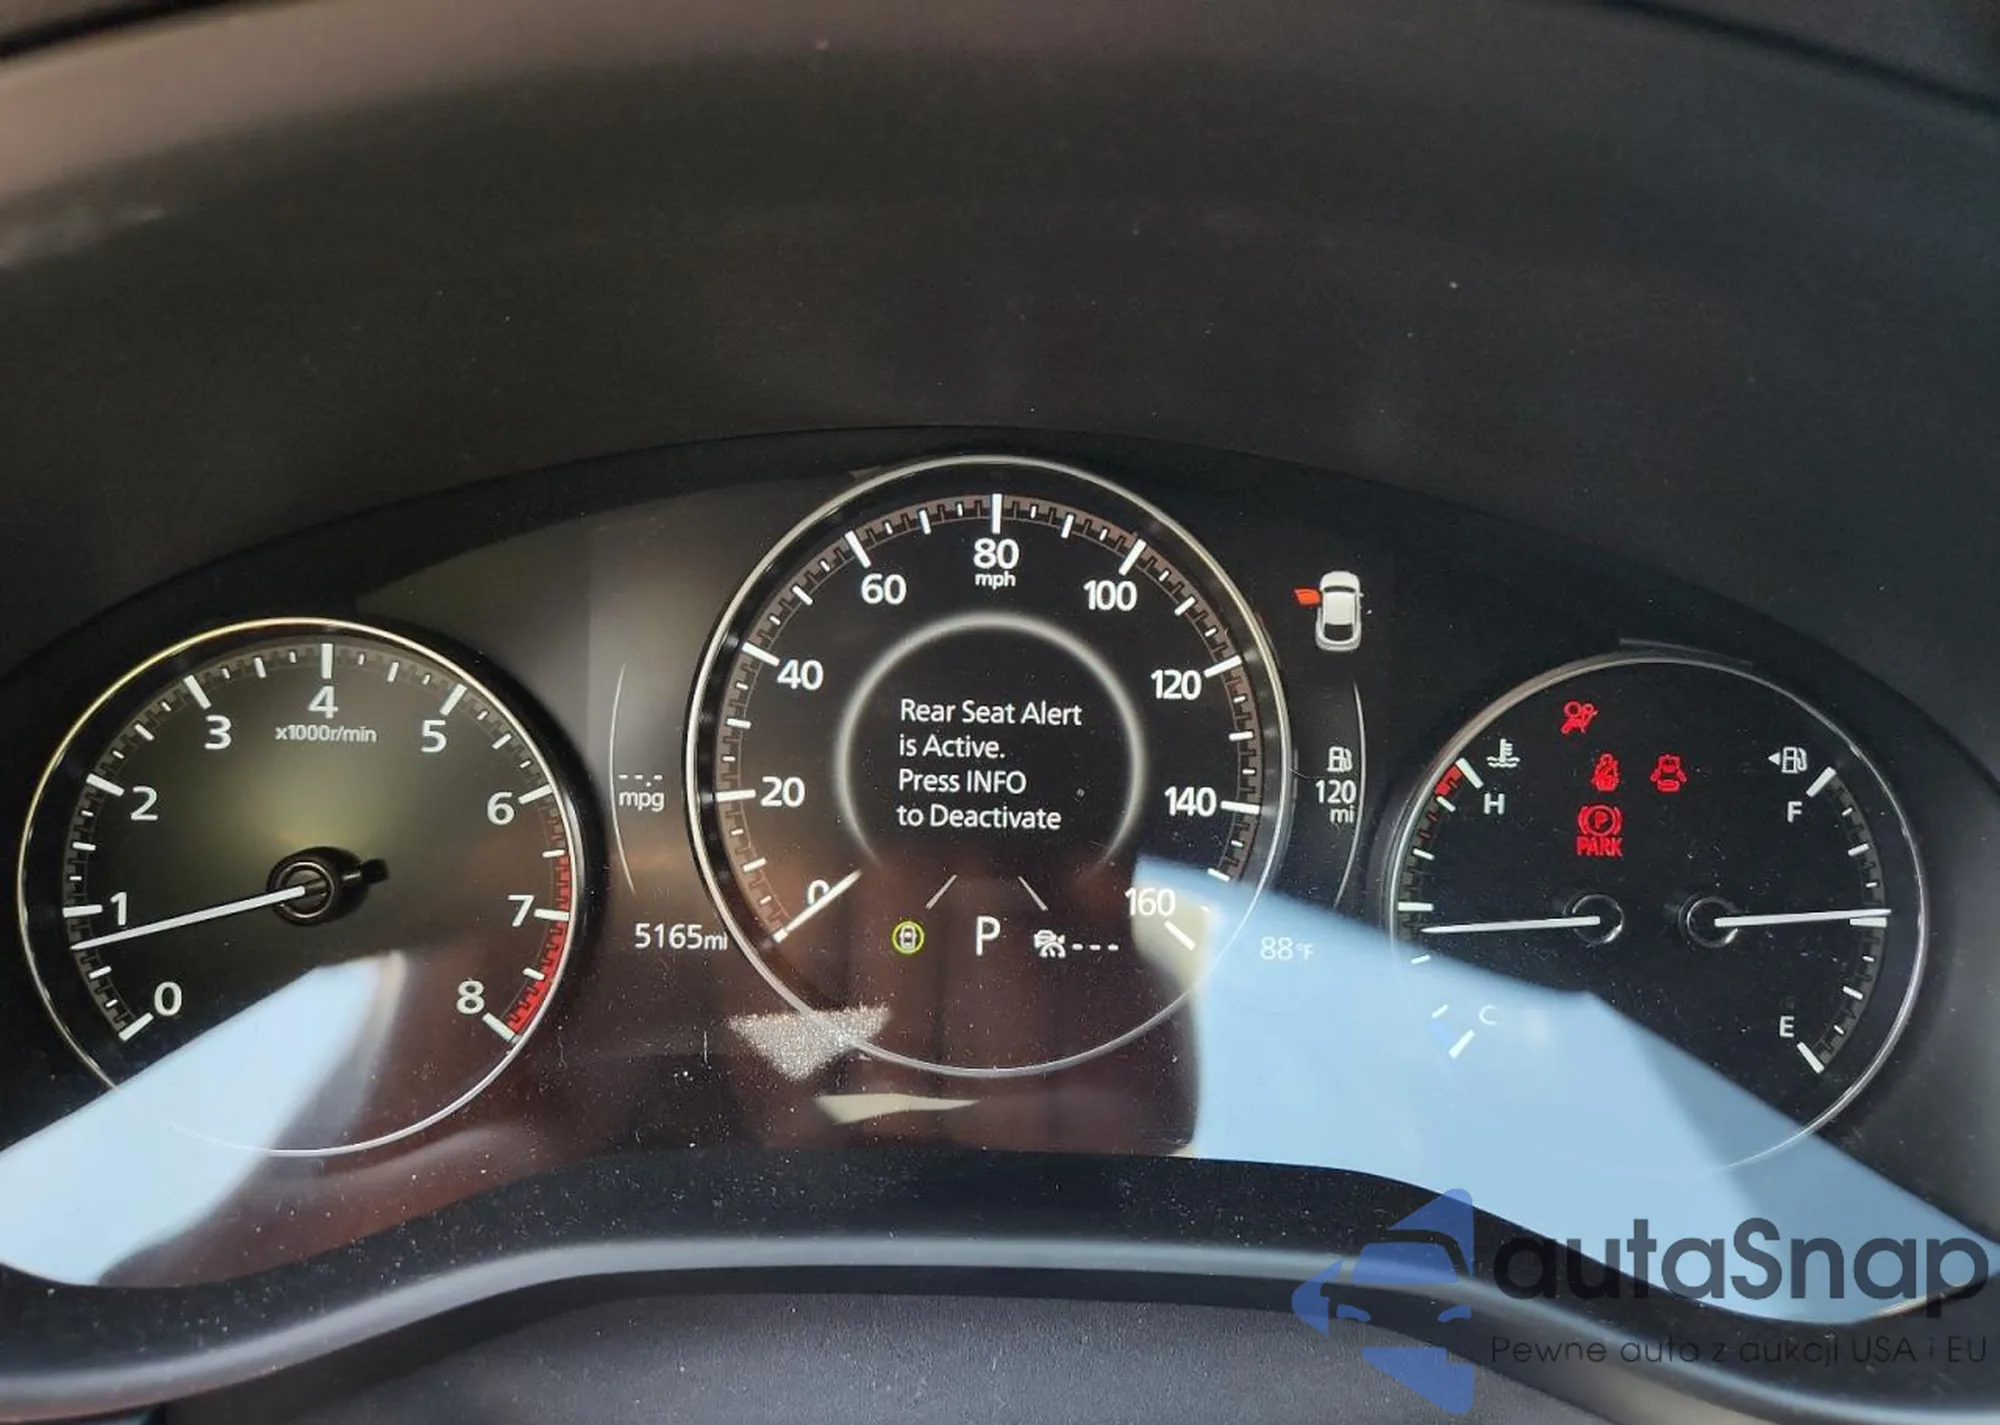 0
1
2
3
4
5
6
7
8
x1000r/min
---.-
mpg
5165mi
0
20
40
60
80
mph
100
120
140
160
Rear Seat Alert
is Active.
Press INFO
to Deactivate
P
---
120
mi
88°F
H
C
F
E
P
PARK
autaSnap
Pewne auta z aukcji USA i EU